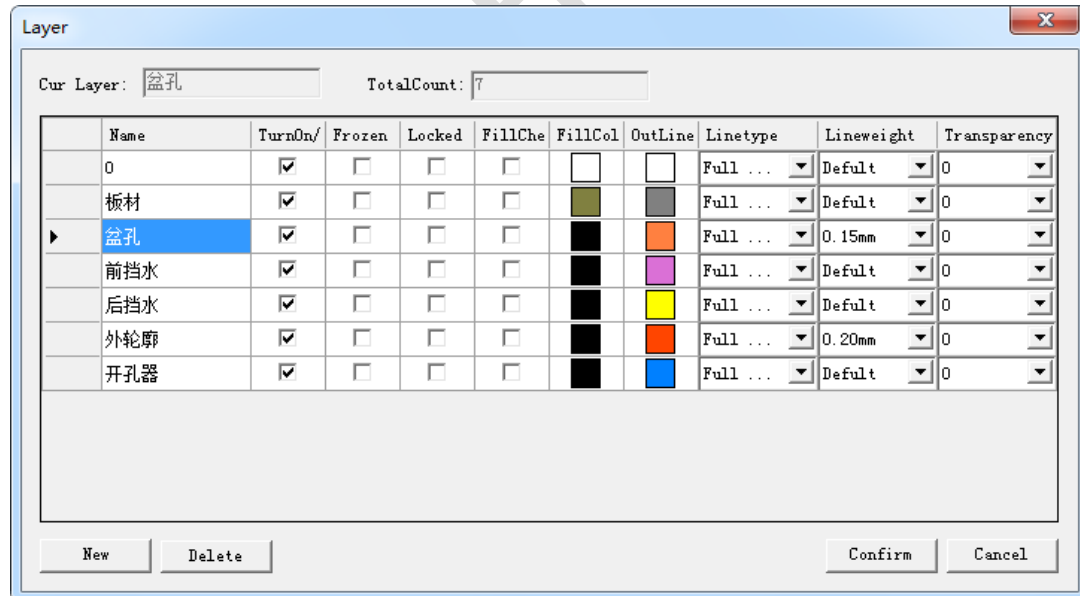 Layer
Cur Layer: 盆孔 TotalCount: 7
Name TurnOn/ Frozen Locked FillChe FillCol OutLine Linetype Lineweight Transparency
0 Full ... Defult 0
板材 Full ... Defult 0
盆孔 Full ... 0.15mm 0
前挡水 Full ... Defult 0
后挡水 Full ... Defult 0
外轮廓 Full ... 0.20mm 0
开孔器 Full ... Defult 0
New Delete Confirm Cancel